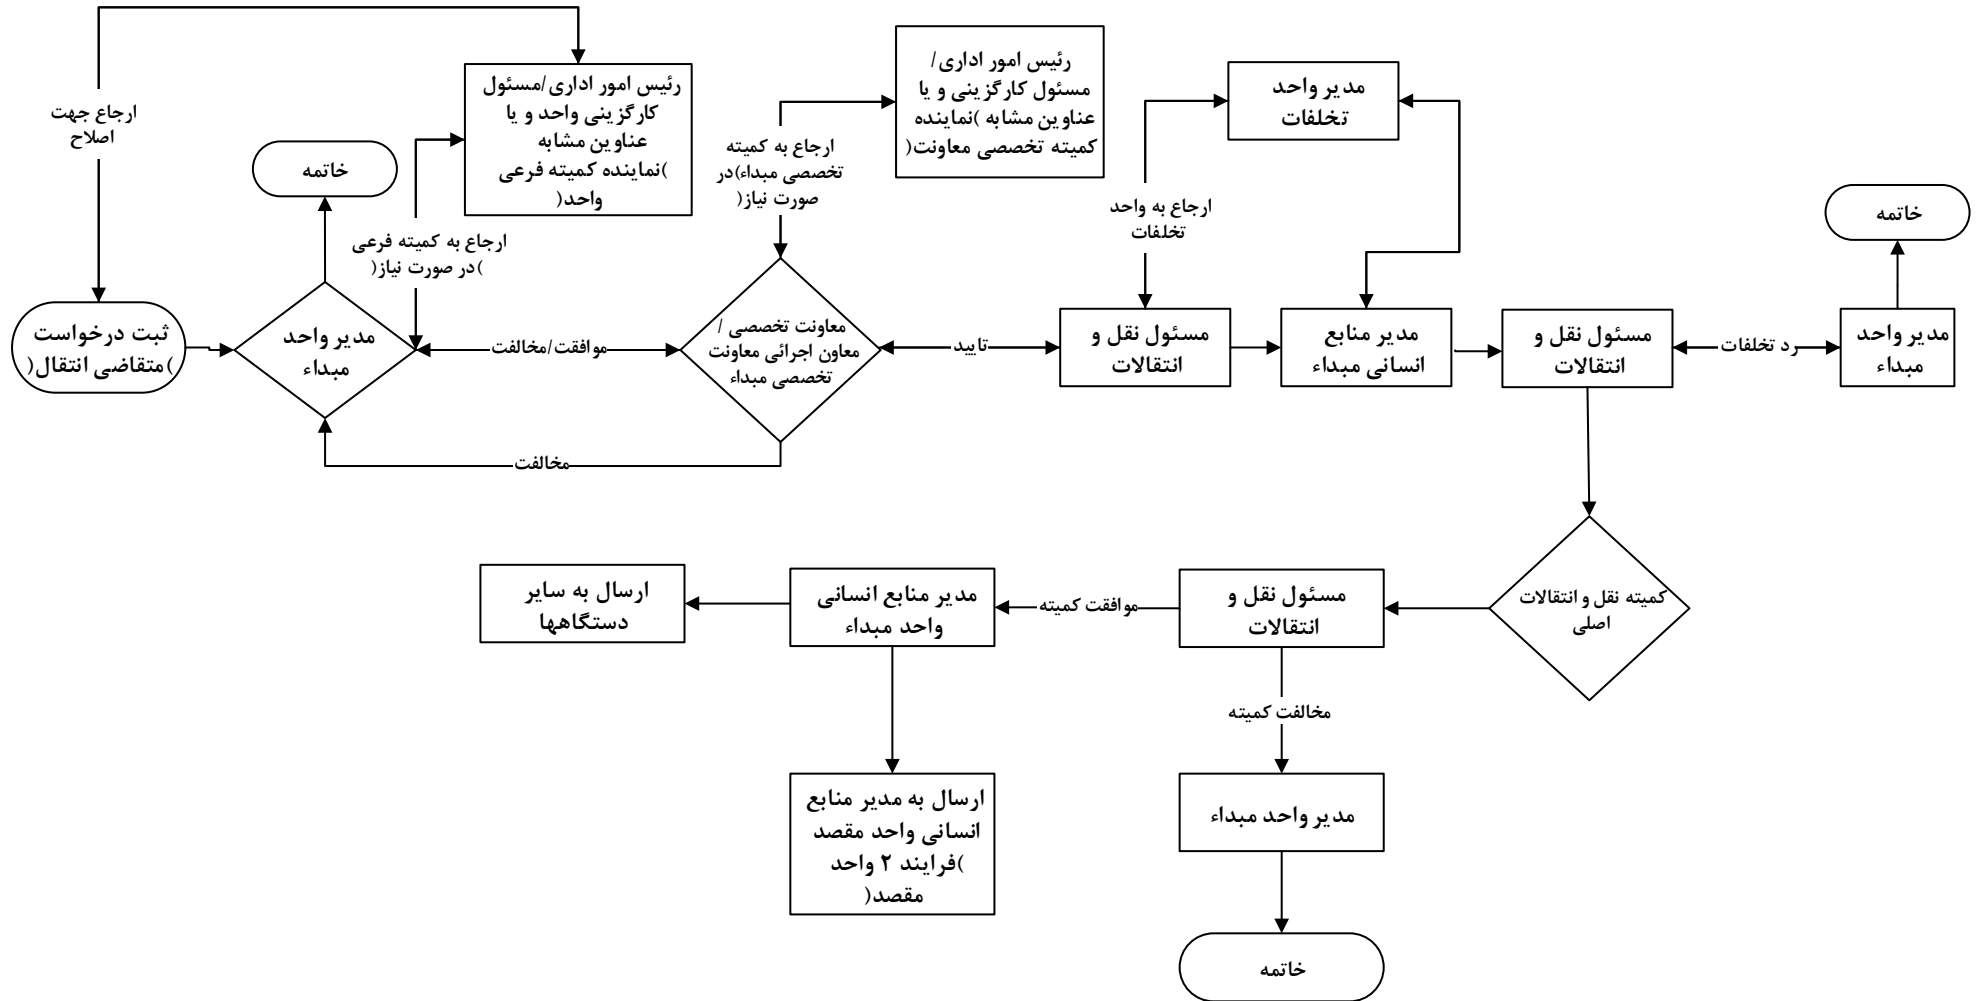 ارجاع جهت
اصلاح
ثبت درخواست
)متقاضی انتقال(
خاتمه
مدیر واحد
مبداء
رئیس امور اداری/مسئول
کارگزینی واحد و یا
عناوین مشابه
)نماینده کمیته فرعی
واحد(
ارجاع به کمیته فرعی
)در صورت نیاز(
موافقت/مخالفت
مخالفت
رئیس امور اداری/
مسئول کارگزینی و یا
عناوین مشابه )نماینده
کمیته تخصصی معاونت(
ارجاع به کمیته
تخصصی مبداء)در
صورت نیاز(
معاونت تخصصی /
معاون اجرائی معاونت
تخصصی مبداء
تایید
مدیر واحد
تخلفات
ارجاع به واحد
تخلفات
مسئول نقل و
انتقالات
مدیر منابع
انسانی مبداء
مسئول نقل و
انتقالات
رد تخلفات
مدیر واحد
مبداء
خاتمه
کمیته نقل و انتقالات
اصلی
مسئول نقل و
انتقالات
موافقت کمیته
مدیر منابع انسانی
واحد مبداء
ارسال به سایر
دستگاهها
مخالفت کمیته
ارسال به مدیر منابع
انسانی واحد مقصد
)فرایند ۲ واحد
مقصد(
مدیر واحد مبداء
خاتمه